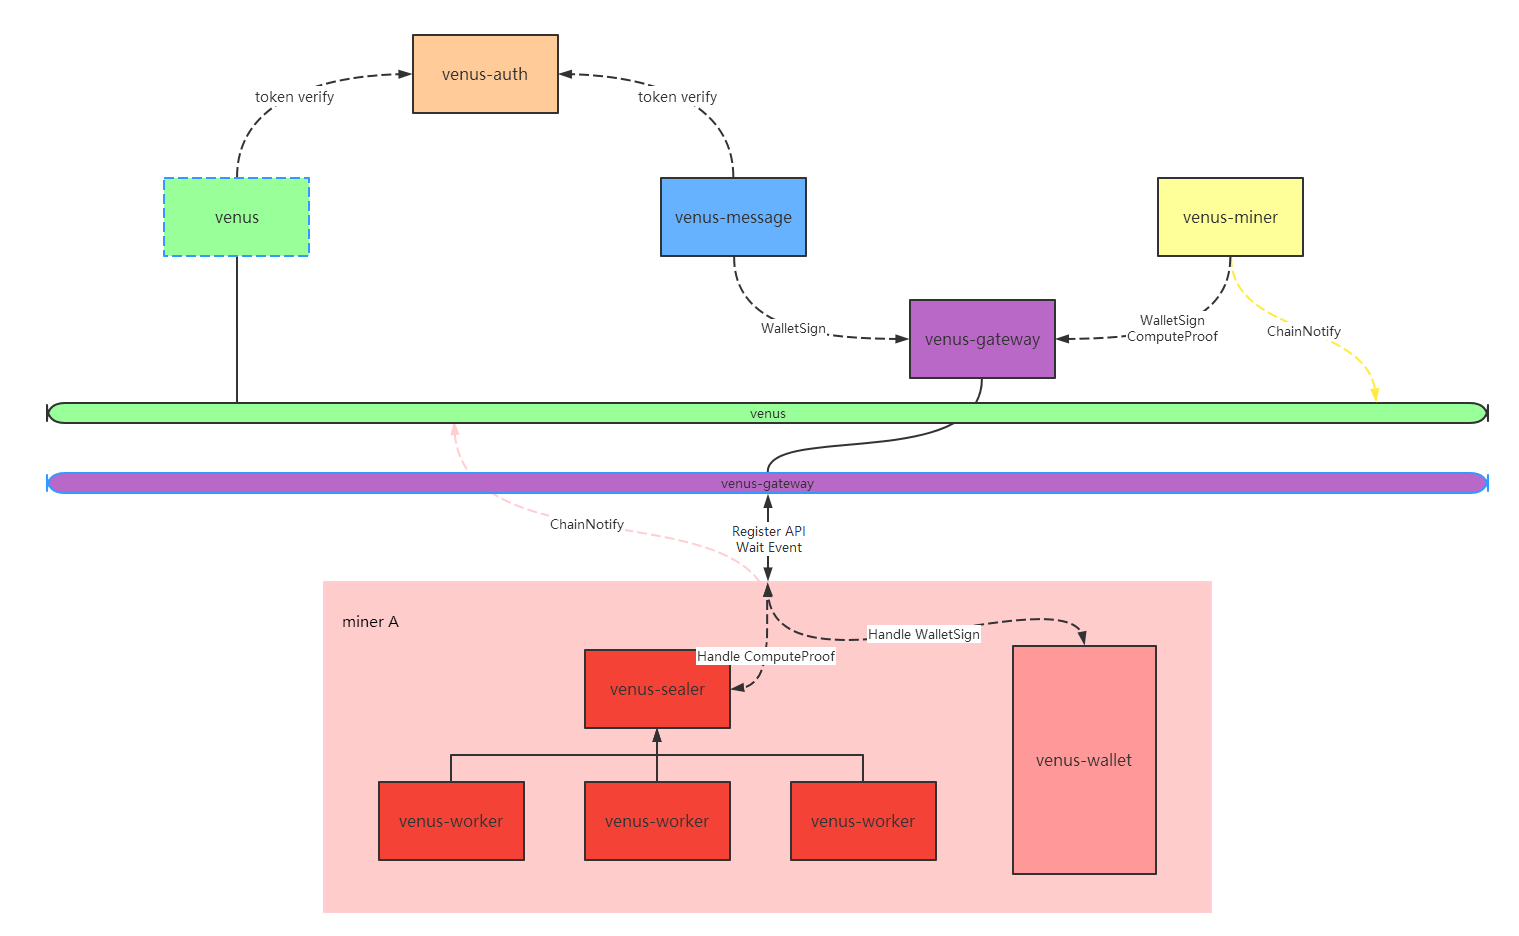 venus-auth
token verify
token verify
venus
venus-message
venus-miner
WalletSign
venus-gateway
WalletSign
ComputeProof
ChainNotify
venus
venus-gateway
ChainNotify
Register API
Wait Event
miner A
Handle WalletSign
Handle ComputeProof
venus-sealer
venus-wallet
venus-worker
venus-worker
venus-worker